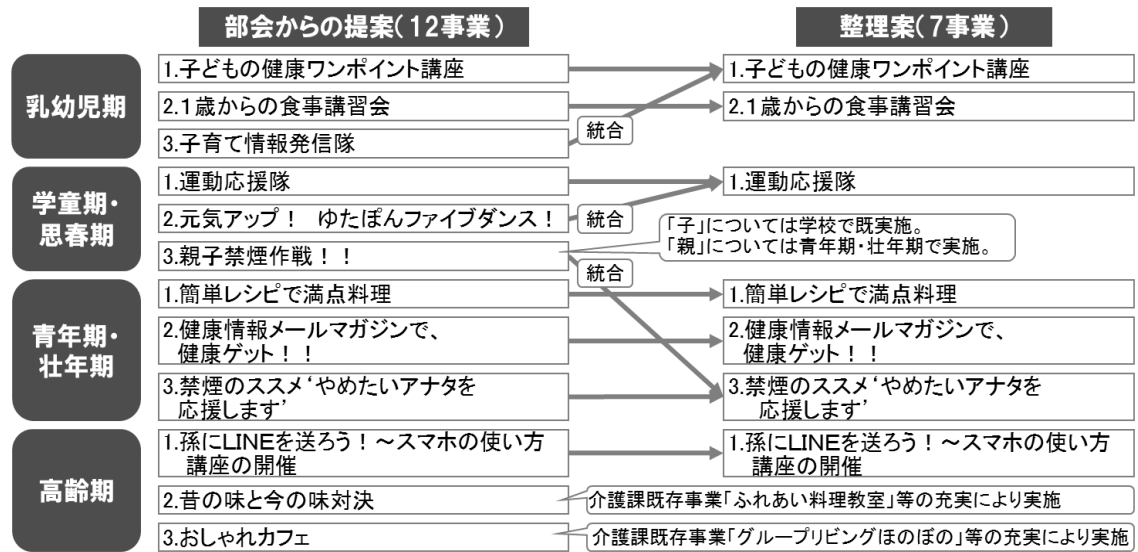 部会からの提案(12事業)
整理案(7事業)
乳幼児期
1.子どもの健康ワンポイント講座
2.1歳からの食事講習会
3.子育て情報発信隊
統合
1.子どもの健康ワンポイント講座
2.1歳からの食事講習会
学童期・
思春期
1.運動応援隊
2.元気アップ! ゆたぽんファイブダンス!
3.親子禁煙作戦!!
統合
「子」については学校で既実施。
「親」については青年期・壮年期で実施。
統合
1.運動応援隊
青年期・
壮年期
1.簡単レシピで満点料理
2.健康情報メールマガジンで、
健康ゲット!!
3.禁煙のススメ‘やめたいアナタを
応援します’
1.簡単レシピで満点料理
2.健康情報メールマガジンで、
健康ゲット!!
3.禁煙のススメ‘やめたいアナタを
応援します’
高齢期
1.孫にLINEを送ろう!~スマホの使い方
講座の開催
2.昔の味と今の味対決
3.おしゃれカフェ
1.孫にLINEを送ろう!~スマホの使い方
講座の開催
介護課既存事業「ふれあい料理教室」等の充実により実施
介護課既存事業「グループリビングほのぼの」等の充実により実施